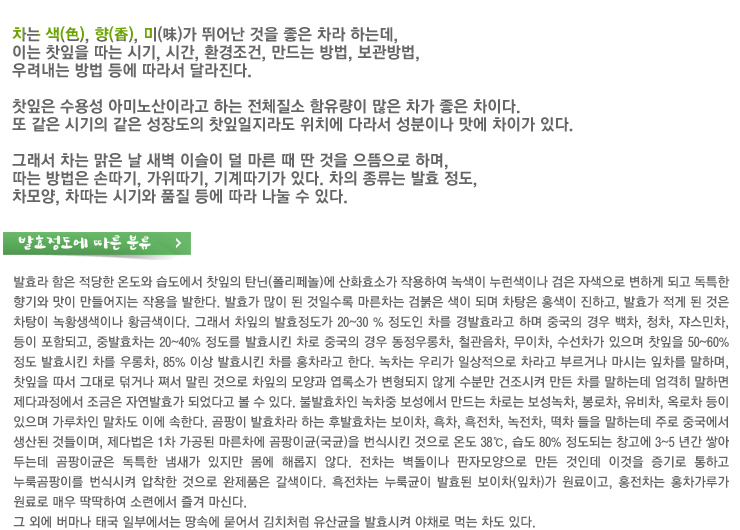 차는 색(色), 향(香), 미(味)가 뛰어난 것을 좋은 차라 하는데,
이는 찻잎을 따는 시기, 시간, 환경조건, 만드는 방법, 보관방법,
우려내는 방법 등에 따라서 달라진다.
찻잎은 수용성 아미노산이라고 하는 전체질소 함유량이 많은 차가 좋은 차이다.
또 같은 시기의 같은 성장도의 찻잎일지라도 위치에 다라서 성분이나 맛에 차이가 있다.
그래서 차는 맑은 날 새벽 이슬이 덜 마른 때 딴 것을 으뜸으로 하며,
따는 방법은 손따기, 가위따기, 기계따기가 있다. 차의 종류는 발효 정도,
차모양, 차따는 시기와 품질 등에 따라 나눌 수 있다.
발효정도에 따른 분류
발효라 함은 적당한 온도와 습도에서 찻잎의 탄닌(폴리페놀)에 산화효소가 작용하여 녹색이 누런색이나 검은 자색으로 변하게 되고 독특한
향기와 맛이 만들어지는 작용을 발한다. 발효가 많이 된 것일수록 마른차는 검붉은 색이 되며 차탕은 홍색이 진하고, 발효가 적게 된 것은
차탕이 녹황생색이나 황금색이다. 그래서 차잎의 발효정도가 20~30 % 정도인 차를 경발효라고 하며 중국의 경우 백차, 청차, 쟈스민차,
등이 포함되고, 중발효차는 20~40% 정도를 발효시킨 차로 중국의 경우 동정우롱차, 철관음차, 무이차, 수선차가 있으며 찻잎을 50~60%
정도 발효시킨 차를 우롱차, 85% 이상 발효시킨 차를 홍차라고 한다. 녹차는 우리가 일상적으로 차라고 부르거나 마시는 잎차를 말하며,
찻잎을 따서 그대로 덖거나 쪄서 말린 것으로 차잎의 모양과 엽록소가 변형되지 않게 수분만 건조시켜 만든 차를 말하는데 엄격히 말하면
제다과정에서 조금은 자연발효가 되었다고 볼 수 있다. 불발효차인 녹차중 보성에서 만드는 차로는 보성녹차, 봉로차, 유비차, 옥로차 등이
있으며 가루차인 말차도 이에 속한다. 곰팡이 발효차라 하는 후발효차는 보이차, 흑차, 흑전차, 녹전차, 떡차 들을 말하는데 주로 중국에서
생산된 것들이며, 제다법은 1차 가공된 마른차에 곰팡이균(국균)을 번식시킨 것으로 온도 38℃, 습도 80% 정도되는 창고에 3~5 년간 쌓아
두는데 곰팡이균은 독특한 냄새가 있지만 몸에 해롭지 않다. 전차는 벽돌이나 판자모양으로 만든 것인데 이것을 증기로 통하고
누룩곰팡이를 번식시켜 압착한 것으로 완제품은 갈색이다. 흑전차는 누룩균이 발효된 보이차(잎차)가 원료이고, 홍전차는 홍차가루가
원료로 매우 딱딱하여 소련에서 즐겨 마신다.
그 외에 버마나 태국 일부에서는 땅속에 묻어서 김치처럼 유산균을 발효시켜 야채로 먹는 차도 있다.